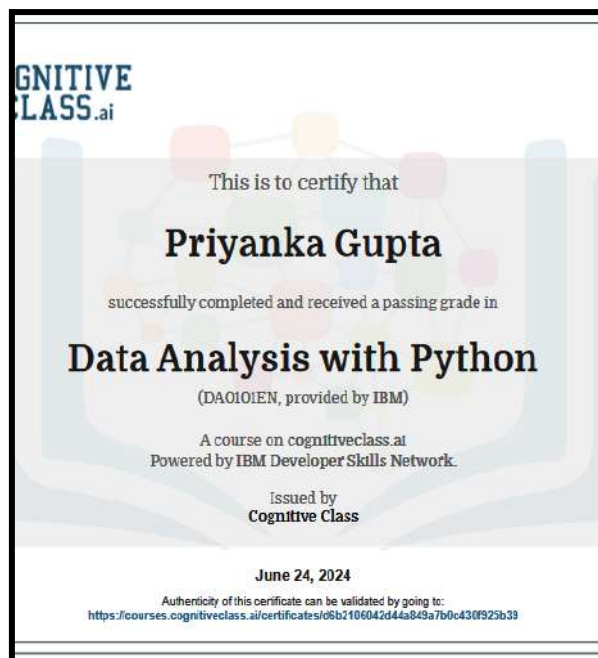 GNITIVE
CLASS.ai
This is to certify that
Priyanka Gupta
successfully completed and received a passing grade in
Data Analysis with Python
(DA0101EN, provided by IBM)
A course on cognitiveclass.ai
Powered by IBM Developer Skills Network.
Issued by
Cognitive Class
June 24, 2024
Authenticity of this certificate can be validated by going to:
https://courses.cognitiveclass.ai/certificates/d6b2106042d44a849a7b0c430f925b39